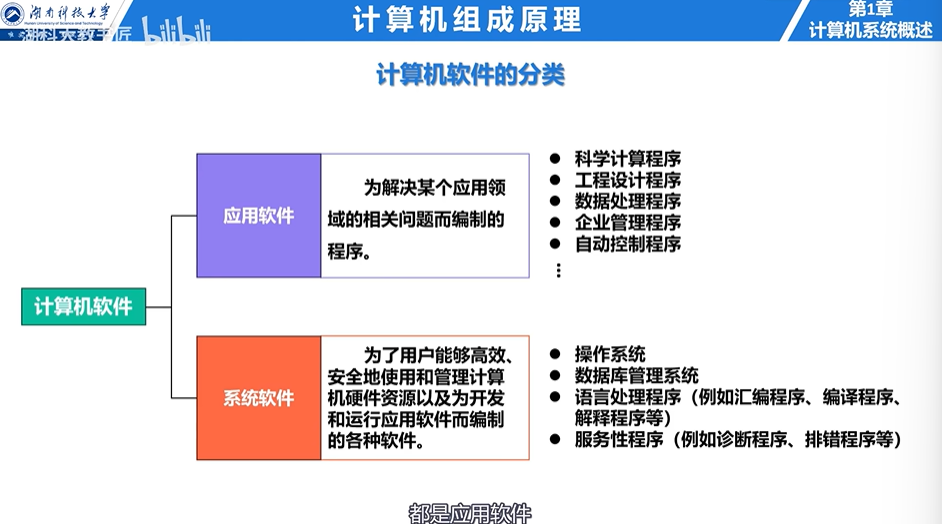 湖南科技大学
Hunan University of Science and Technology
湖科大教书匠 bilibili
计算机组成原理
第1章
计算机系统概述
计算机软件的分类
计算机软件
应用软件
为解决某个应用领
域的相关问题而编制的
程序。
● 科学计算程序
● 工程设计程序
● 数据处理程序
● 企业管理程序
● 自动控制程序
⋮
系统软件
为了用户能够高效、
安全地使用和管理计算
机硬件资源以及为开发
和运行应用软件而编制
的各种软件。
● 操作系统
● 数据库管理系统
● 语言处理程序（例如汇编程序、编译程序、
解释程序等）
● 服务性程序（例如诊断程序、排错程序等）
都是应用软件